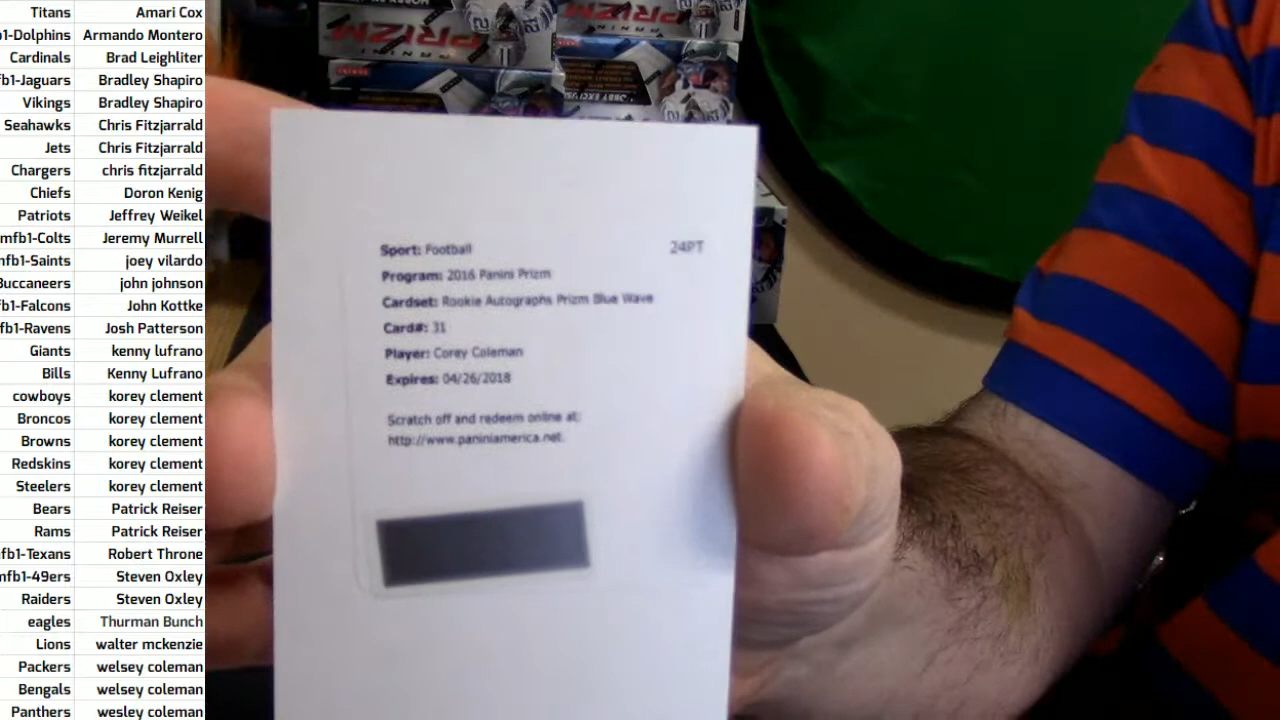 Titans Amari Cox
b1-Dolphins Armando Montero
Cardinals Brad Leighliter
fb1-Jaguars Bradley Shapiro
Vikings Bradley Shapiro
Seahawks Chris Fitzjarrald
Jets Chris Fitzjarrald
Chargers chris fitzjarrald
Chiefs Doron Kenig
Patriots Jeffrey Weikel
mfb1-Colts Jeremy Murrell
nfb1-Saints joey vilardo
Buccaneers john johnson
fb1-Falcons John Kottke
fb1-Ravens Josh Patterson
Giants kenny lufrano
Bills Kenny Lufrano
cowboys korey clement
Broncos korey clement
Browns korey clement
Redskins korey clement
Steelers korey clement
Bears Patrick Reiser
Rams Patrick Reiser
nfb1-Texans Robert Throne
nfb1-49ers Steven Oxley
Raiders Steven Oxley
eagles Thurman Bunch
Lions walter mckenzie
Packers welsey coleman
Bengals welsey coleman
Panthers wesley coleman
PRIZM
PANINI
PRIZM
PANINI
Sport: Football 24PT
Program: 2016 Panini Prizm
Cardset: Rookie Autographs Prizm Blue Wave
Card#: 31
Player: Corey Coleman
Expires: 04/26/2018
Scratch off and redeem online at:
http://www.paniniamerica.net.